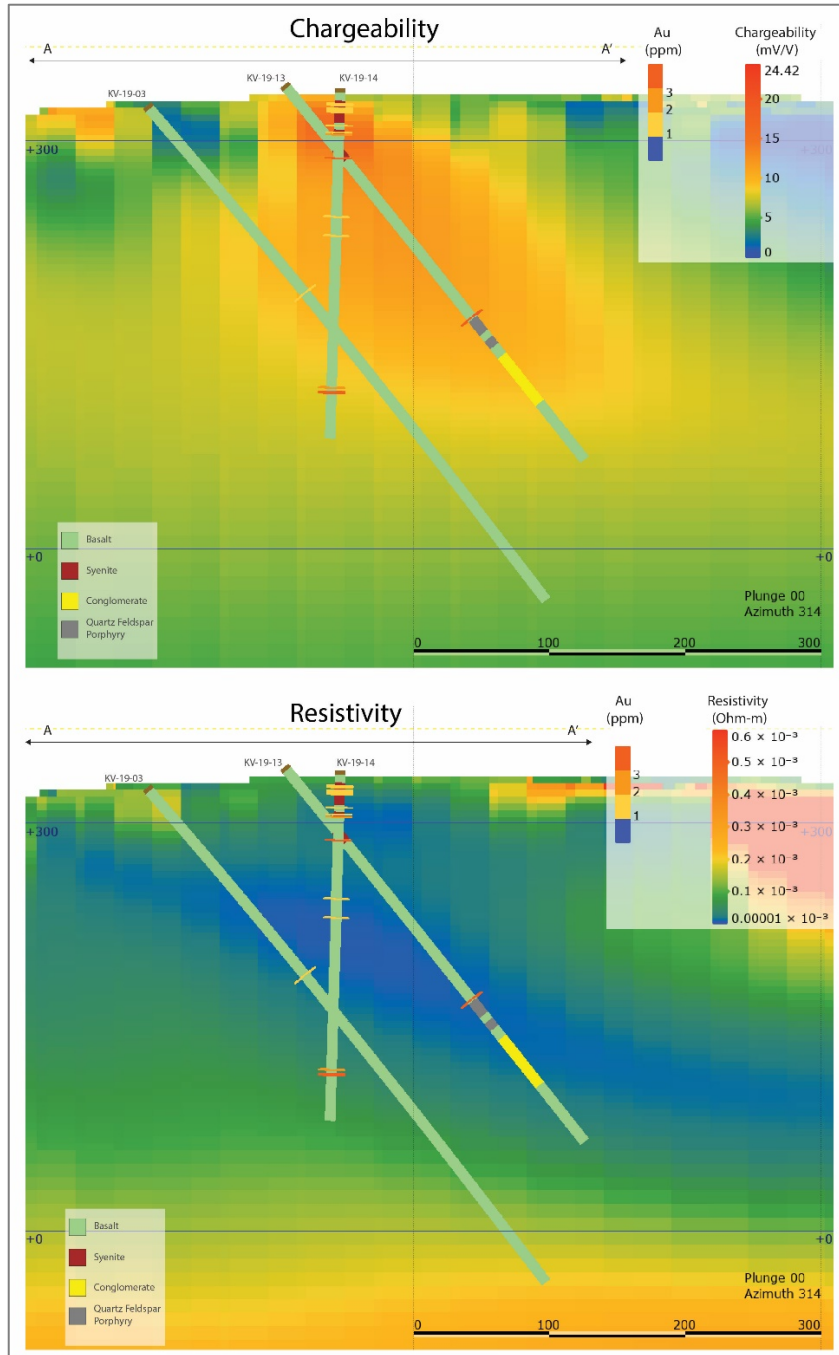 Chargeability
A
A'
KV-19-03
KV-19-13
KV-19-14
Au
(ppm)
3
2
1
Chargeability
(mV/V)
24.42
20
15
10
5
0
+300
+300
Basalt
Syenite
Conglomerate
Quartz Feldspar
Porphyry
+0
+0
Plunge 00
Azimuth 314
0
100
200
300
Resistivity
A
A'
KV-19-03
KV-19-13
KV-19-14
Au
(ppm)
3
2
1
Resistivity
(Ohm-m)
0.6 × 10⁻³
0.5 × 10⁻³
0.4 × 10⁻³
0.3 × 10⁻³
0.2 × 10⁻³
0.1 × 10⁻³
0.00001 × 10⁻³
+300
+300
Basalt
Syenite
Conglomerate
Quartz Feldspar
Porphyry
+0
+0
Plunge 00
Azimuth 314
0
100
200
300